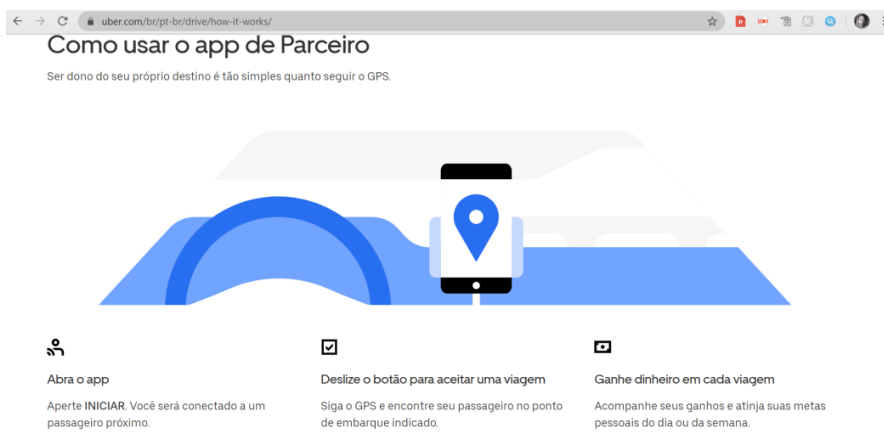 uber.com/br/pt-br/drive/how-it-works/
Como usar o app de Parceiro
Ser dono do seu próprio destino é tão simples quanto seguir o GPS.
Abra o app
Aperte INICIAR. Você será conectado a um
passageiro próximo.
Deslize o botão para aceitar uma viagem
Siga o GPS e encontre seu passageiro no ponto
de embarque indicado.
Ganhe dinheiro em cada viagem
Acompanhe seus ganhos e atinja suas metas
pessoais do dia ou da semana.